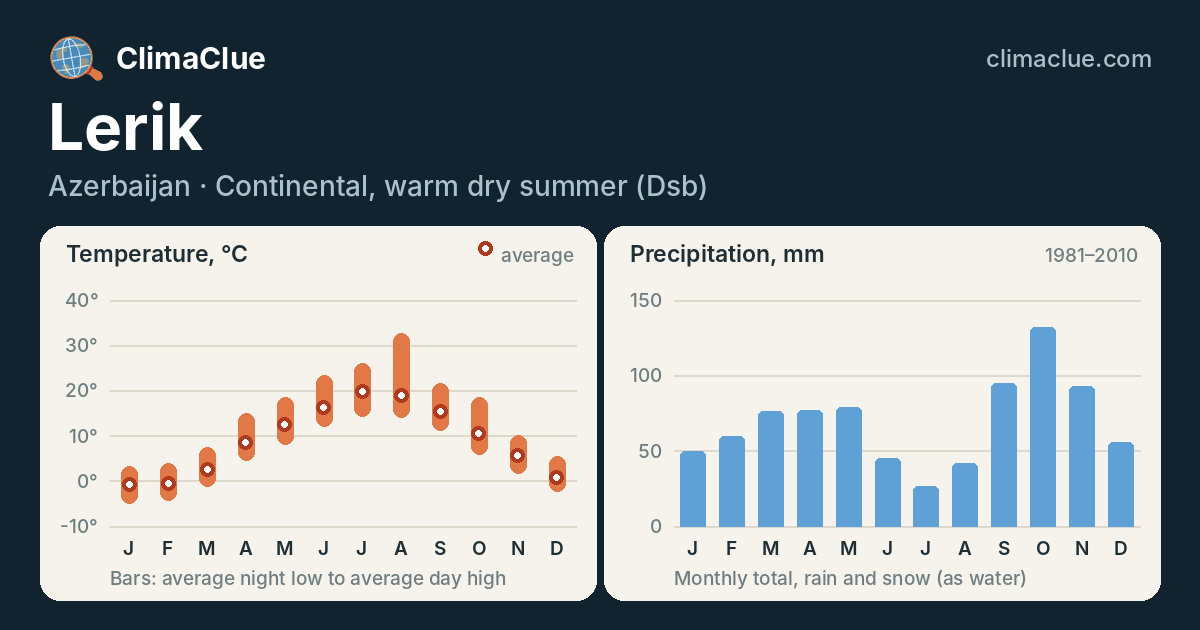 ClimaClue
climaclue.com
Lerik
Azerbaijan · Continental, warm dry summer (Dsb)
Temperature, °C
average
40°
30°
20°
10°
0°
-10°
J F M A M J J A S O N D
Bars: average night low to average day high
Precipitation, mm
1981–2010
150
100
50
0
J F M A M J J A S O N D
Monthly total, rain and snow (as water)